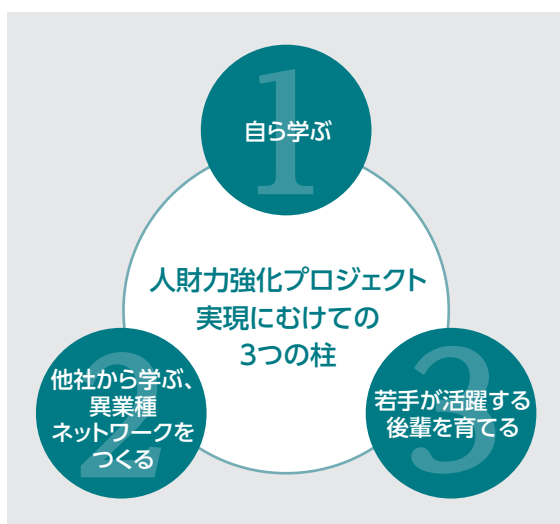 1
自ら学ぶ
人財力強化プロジェクト
実現にむけての
3つの柱
2
他社から学ぶ、
異業種
ネットワークを
つくる
3
若手が活躍する
後輩を育てる